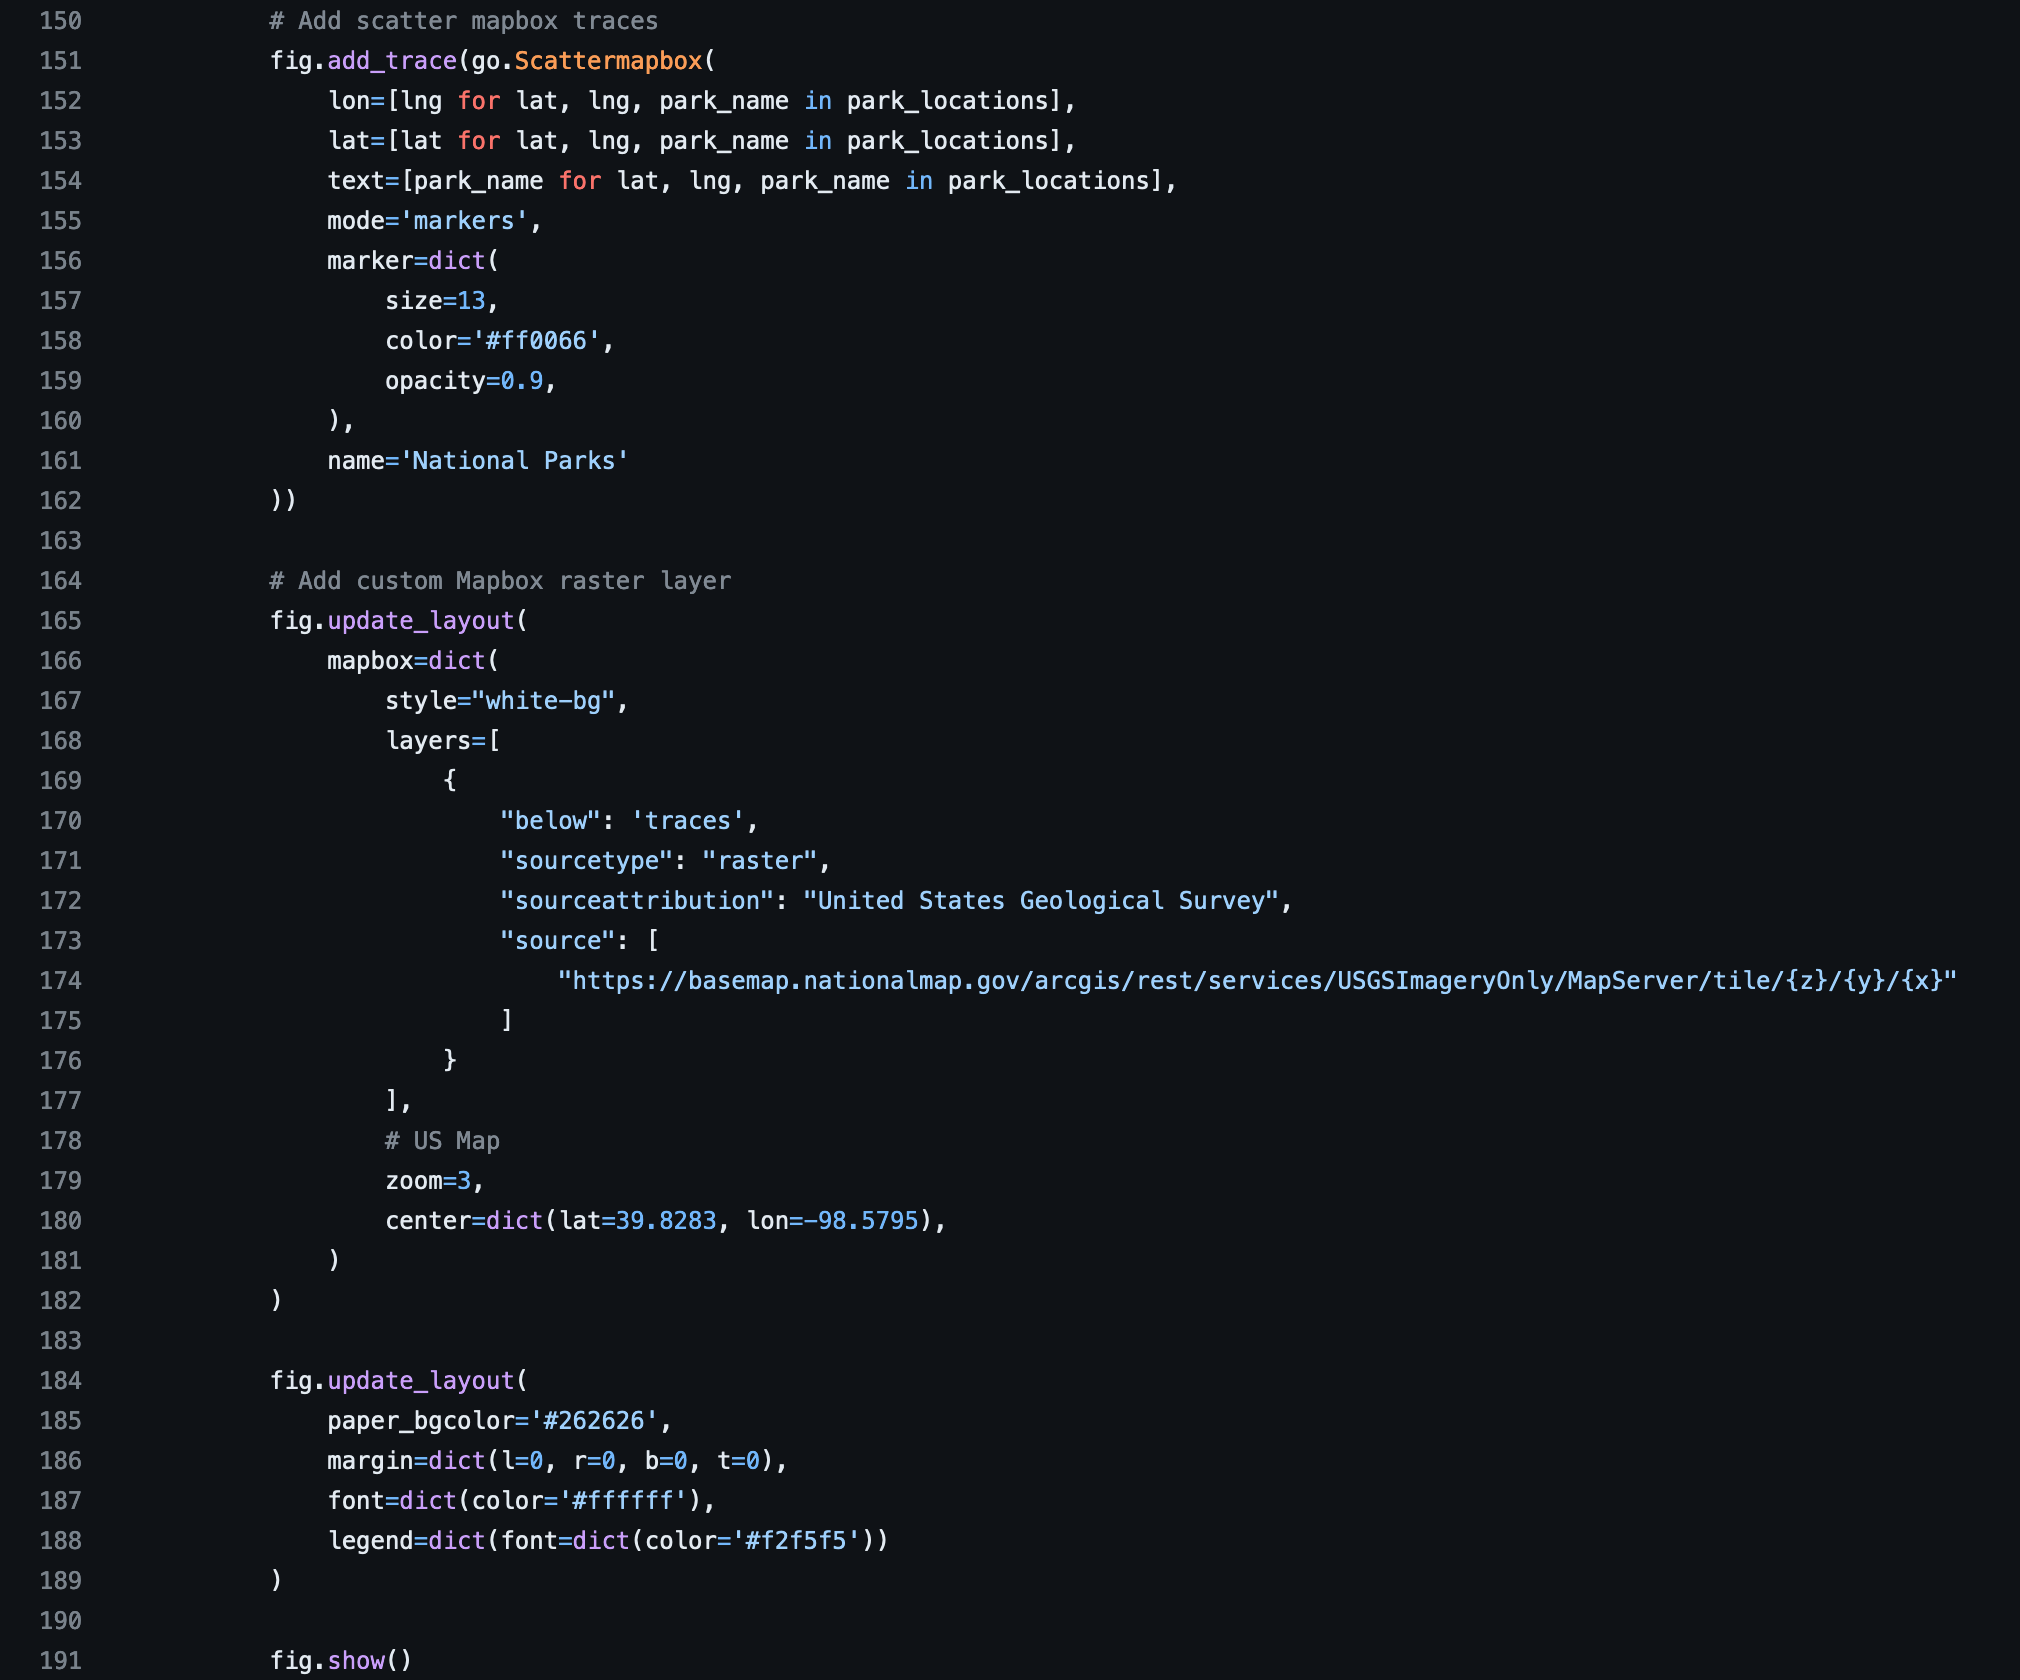 150 # Add scatter mapbox traces
151 fig.add_trace(go.Scattermapbox(
152 lon=[lng for lat, lng, park_name in park_locations],
153 lat=[lat for lat, lng, park_name in park_locations],
154 text=[park_name for lat, lng, park_name in park_locations],
155 mode='markers',
156 marker=dict(
157 size=13,
158 color='#ff0066',
159 opacity=0.9,
160 ),
161 name='National Parks'
162 ))
163
164 # Add custom Mapbox raster layer
165 fig.update_layout(
166 mapbox=dict(
167 style="white-bg",
168 layers=[
169 {
170 "below": 'traces',
171 "sourcetype": "raster",
172 "sourceattribution": "United States Geological Survey",
173 "source": [
174 "https://basemap.nationalmap.gov/arcgis/rest/services/USGSImageryOnly/MapServer/tile/{z}/{y}/{x}"
175 ]
176 }
177 ],
178 # US Map
179 zoom=3,
180 center=dict(lat=39.8283, lon=-98.5795),
181 )
182 )
183
184 fig.update_layout(
185 paper_bgcolor='#262626',
186 margin=dict(l=0, r=0, b=0, t=0),
187 font=dict(color='#ffffff'),
188 legend=dict(font=dict(color='#f2f5f5'))
189 )
190
191 fig.show()